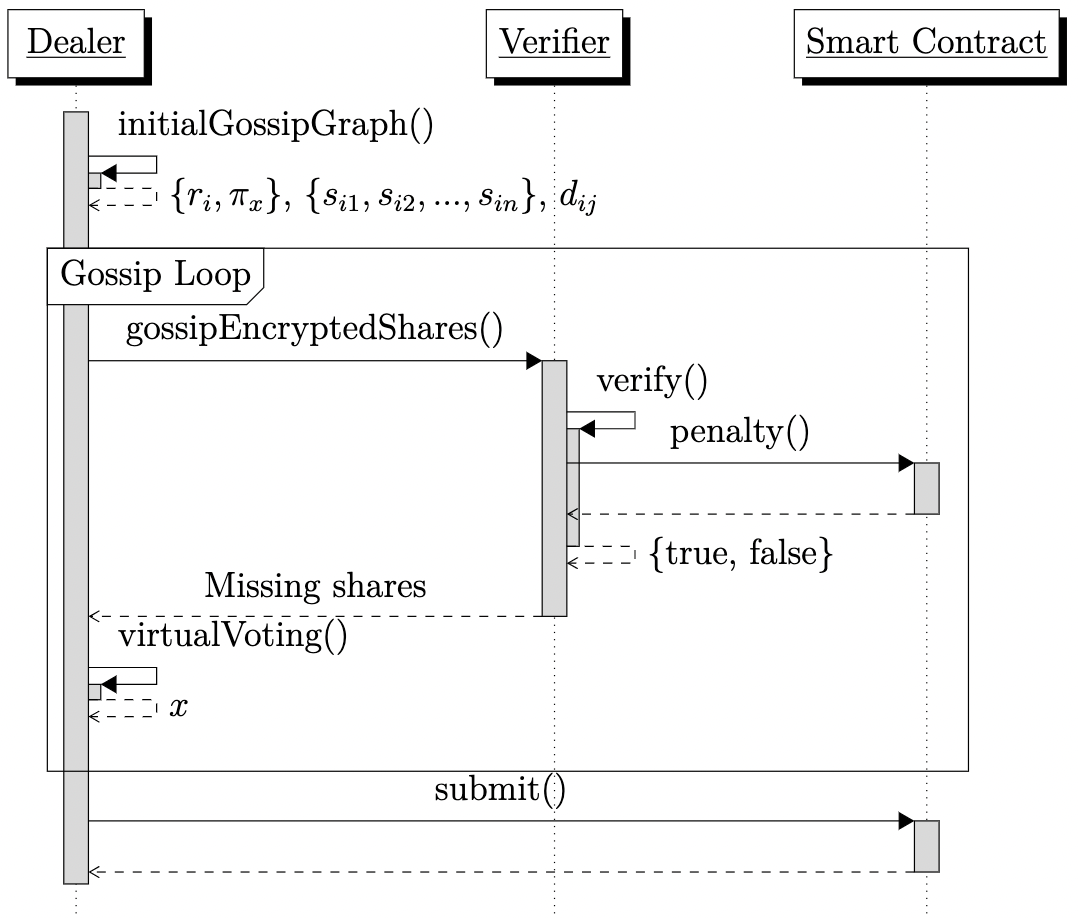 Dealer
Verifier
Smart Contract
initialGossipGraph()
{r_i, π_x}, {s_{i1}, s_{i2}, ..., s_{in}}, d_{ij}
Gossip Loop
gossipEncryptedShares()
verify()
penalty()
{true, false}
Missing shares
virtualVoting()
x
submit()